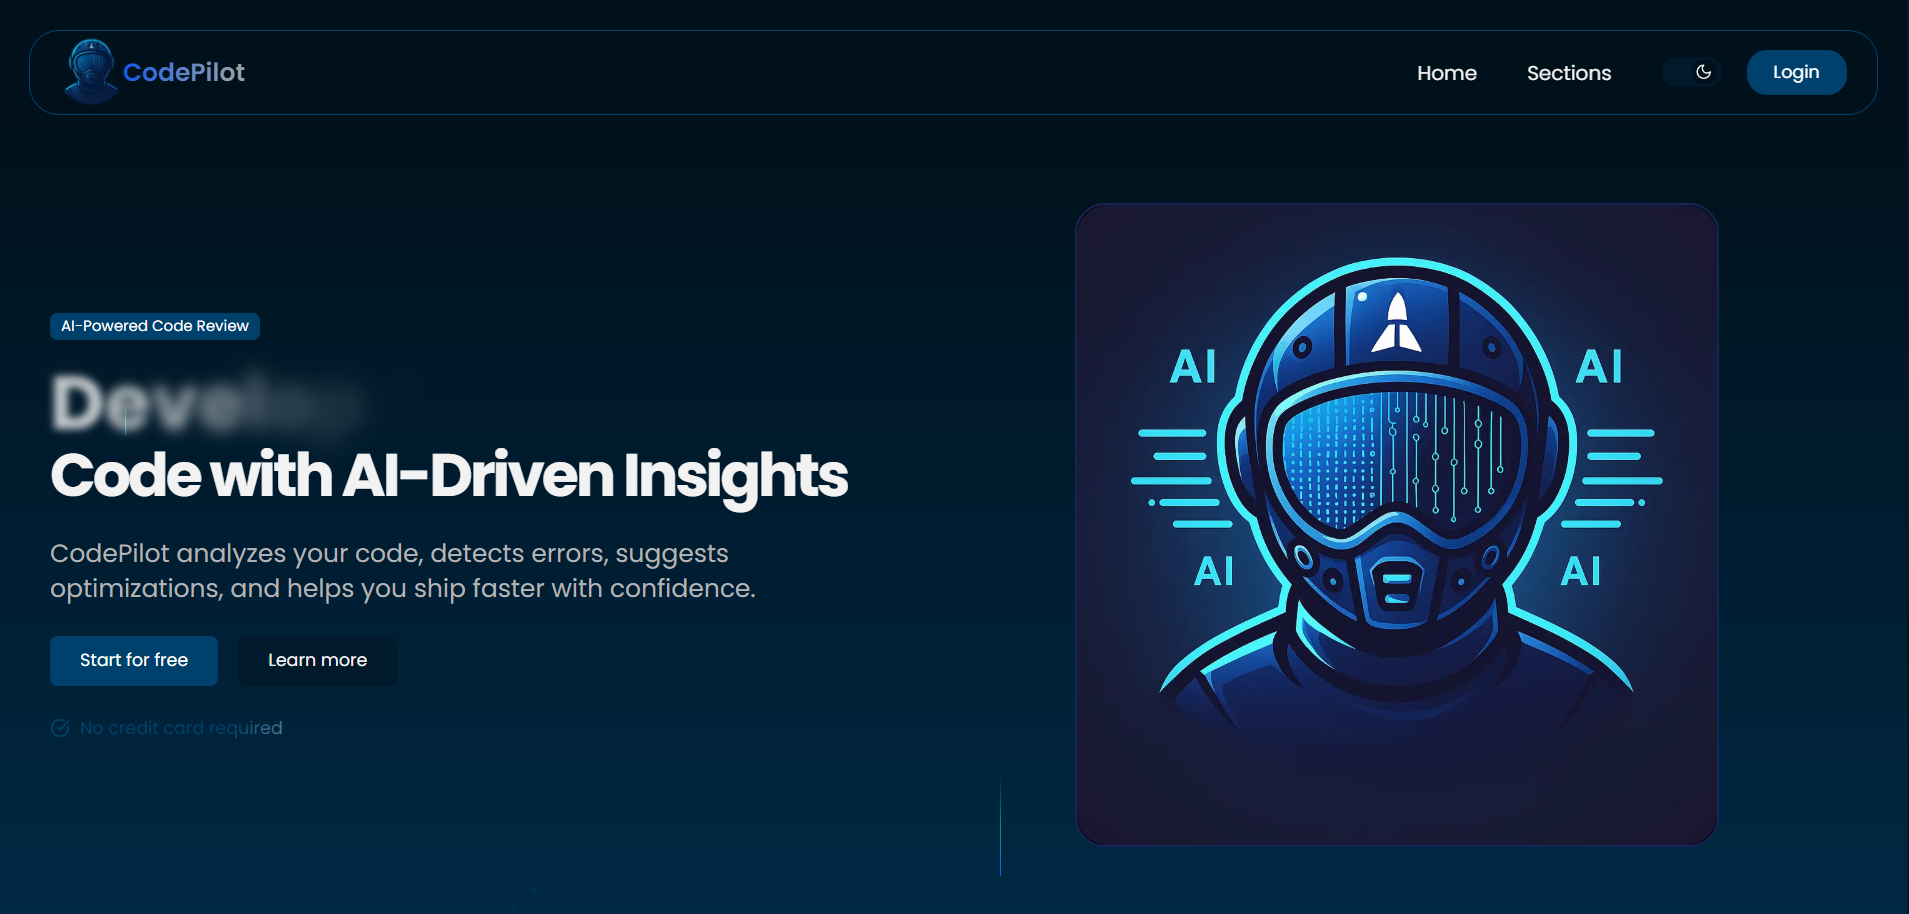 CodePilot
Home
Sections
Login
AI-Powered Code Review
Develop
Code with AI-Driven Insights
CodePilot analyzes your code, detects errors, suggests
optimizations, and helps you ship faster with confidence.
Start for free
Learn more
No credit card required
AI
AI
AI
AI